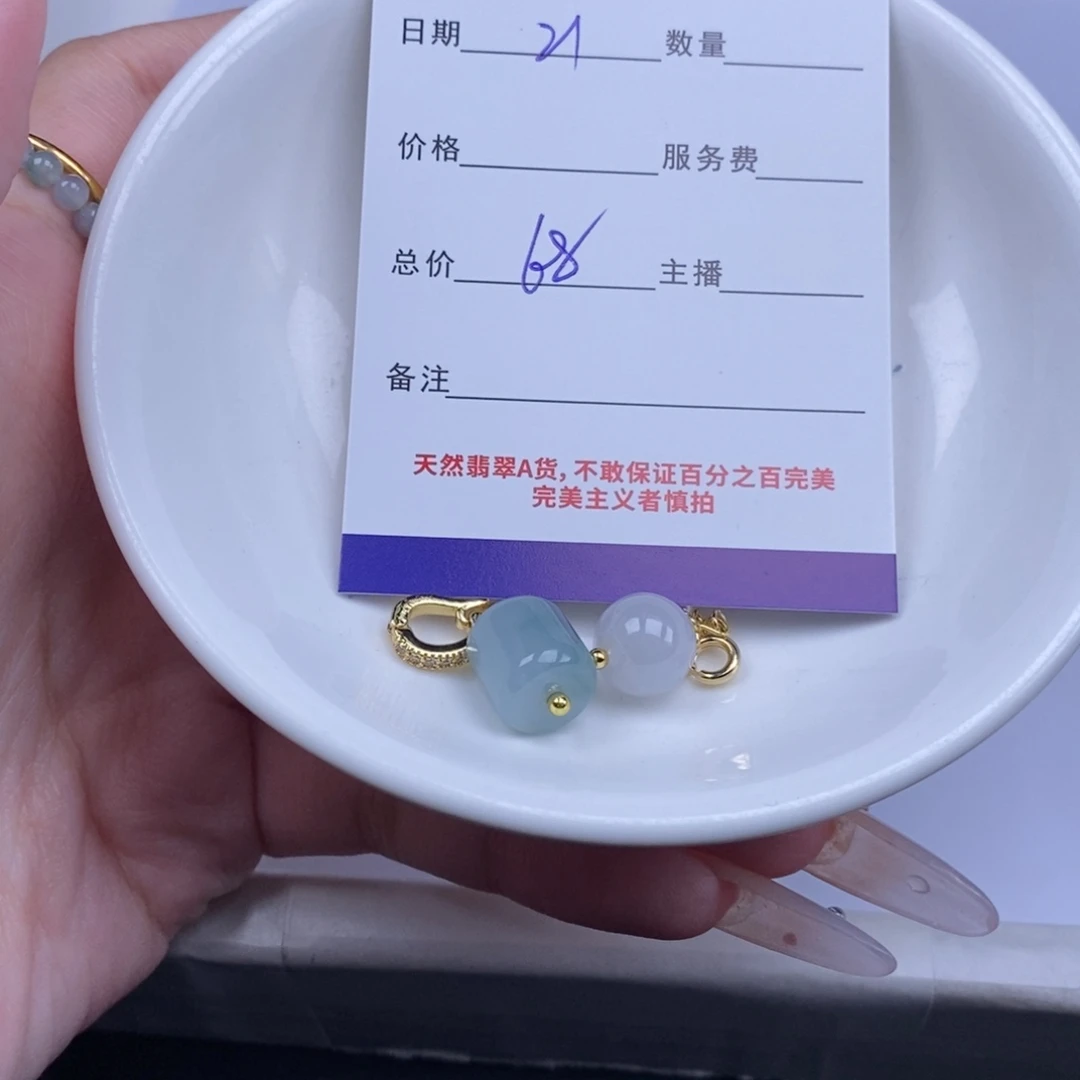 日期 21 数量
价格 服务费
总价 68 主播
备注
天然翡翠A货,不敢保证百分之百完美
完美主义者慎拍